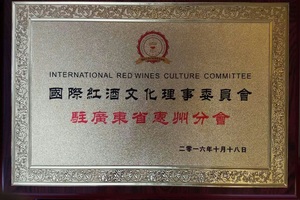 INTERNATIONAL RED WINES CULTURE COMMITTEE
國際紅酒文化理事委員會
駐廣東省惠州分會
二零一六年十月十八日